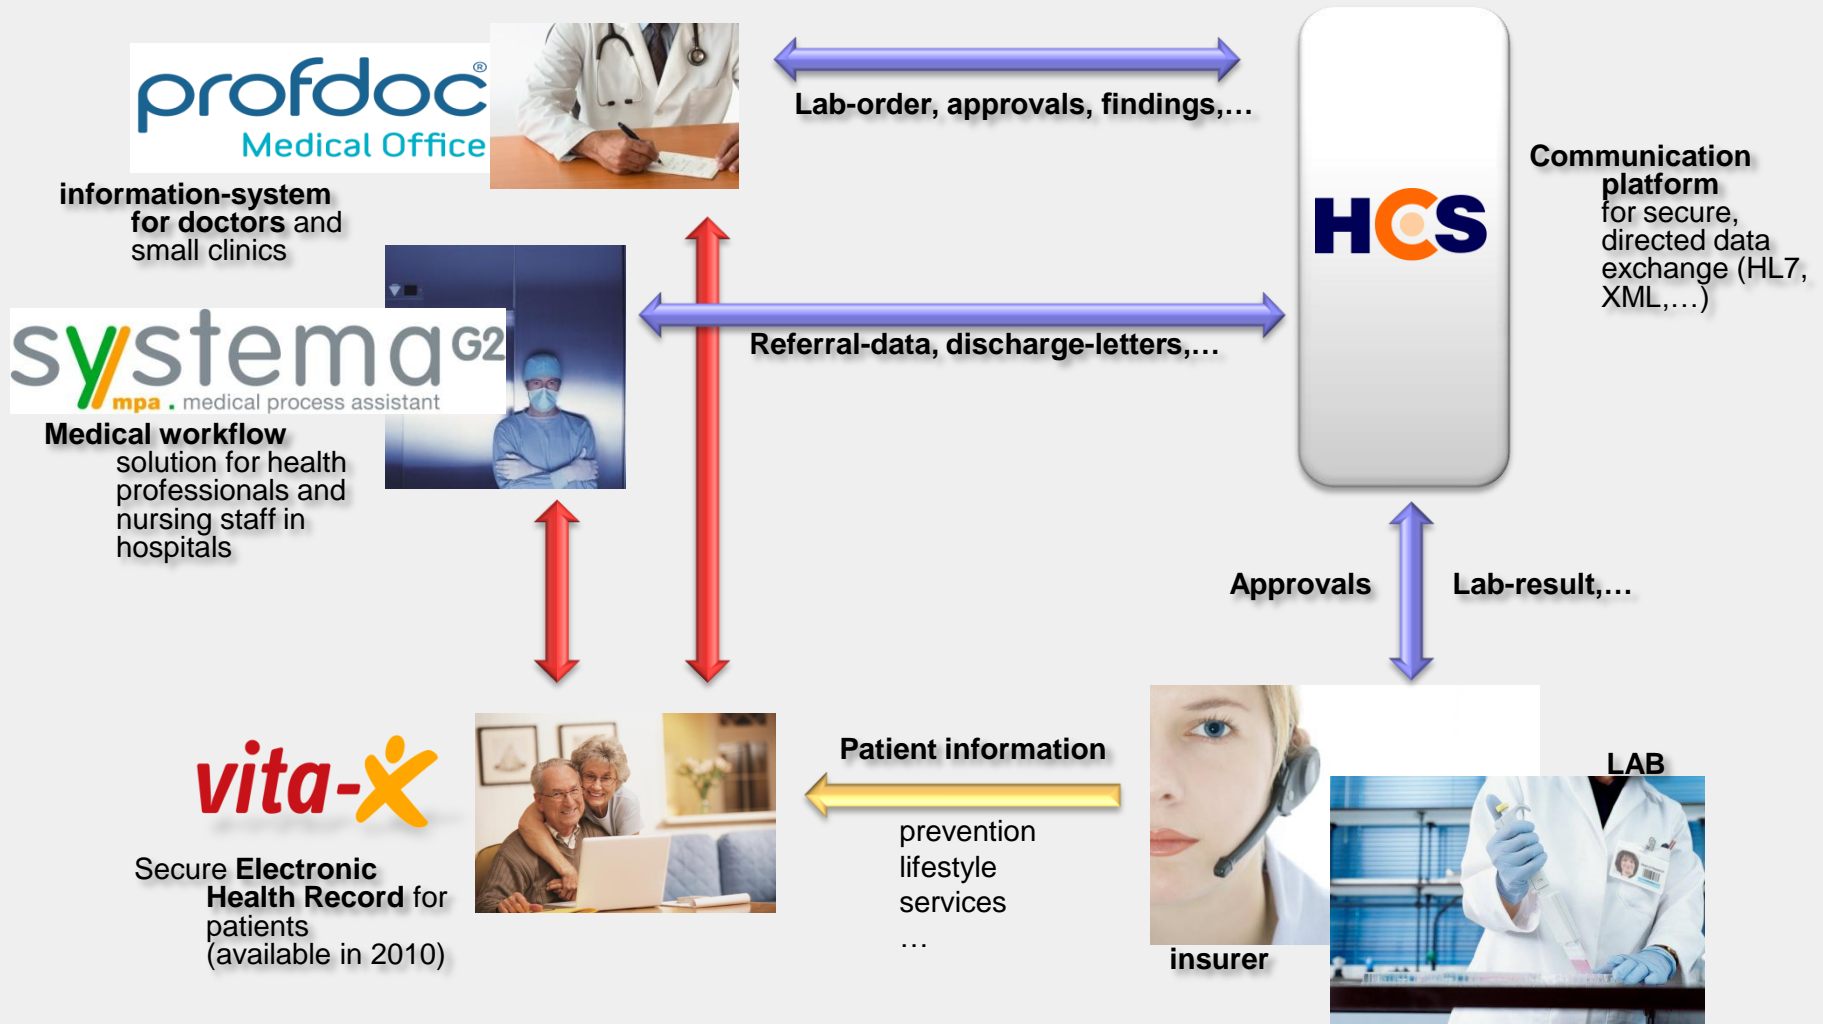 profdoc®
Medical Office
information-system
for doctors and
small clinics
Lab-order, approvals, findings,…
HCS
Communication
platform
for secure,
directed data
exchange (HL7,
XML,…)
systema G2
mpa . medical process assistant
Medical workflow
solution for health
professionals and
nursing staff in
hospitals
Referral-data, discharge-letters,…
Approvals
Lab-result,…
vita-x
Secure Electronic
Health Record for
patients
(available in 2010)
Patient information
prevention
lifestyle
services
…
insurer
LAB